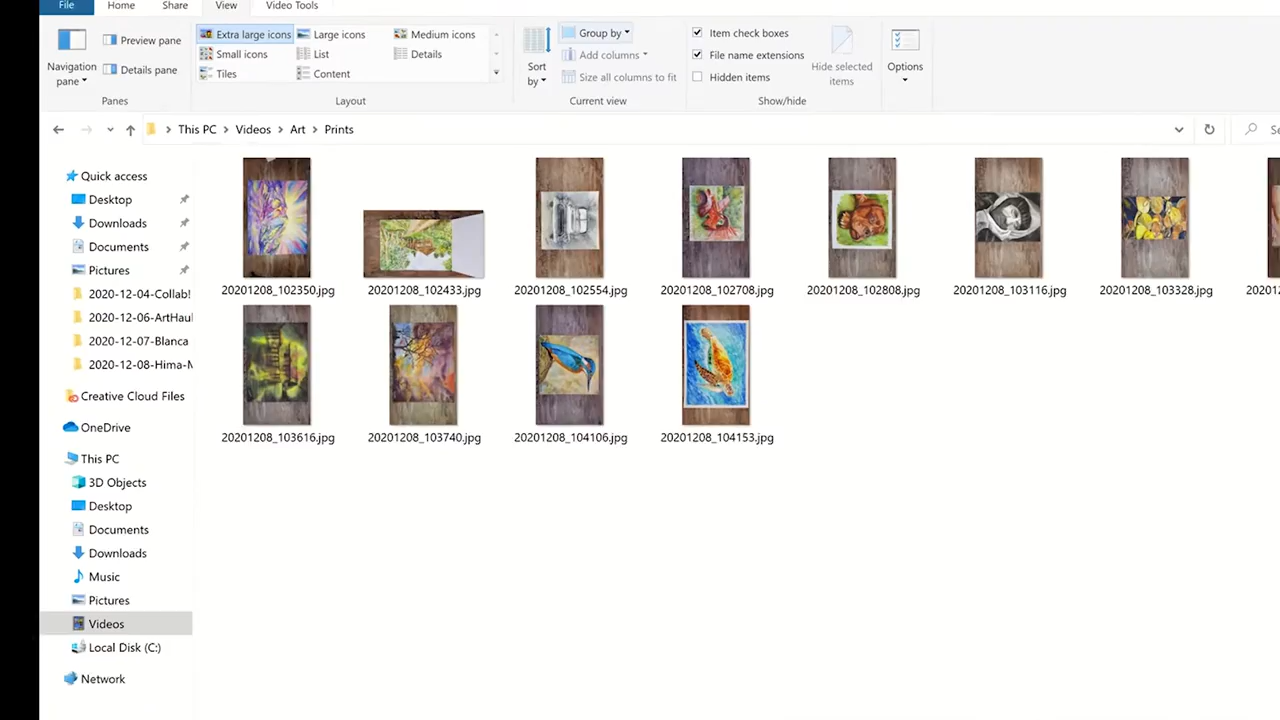 File Home Share View Video Tools
Navigation pane
Preview pane
Details pane
Panes
Extra large icons Large icons Medium icons
Small icons List Details
Tiles Content
Layout
Sort by
Group by
Add columns
Size all columns to fit
Current view
Item check boxes
File name extensions
Hidden items
Hide selected items
Show/hide
Options
This PC Videos Art Prints
Quick access
Desktop
Downloads
Documents
Pictures
2020-12-04-Collab!
2020-12-06-ArtHaul
2020-12-07-Blanca
2020-12-08-Hima-M
Creative Cloud Files
OneDrive
This PC
3D Objects
Desktop
Documents
Downloads
Music
Pictures
Videos
Local Disk (C:)
Network
20201208_102350.jpg 20201208_102433.jpg 20201208_102554.jpg 20201208_102708.jpg 20201208_102808.jpg 20201208_103116.jpg 20201208_103328.jpg
20201208_103616.jpg 20201208_103740.jpg 20201208_104106.jpg 20201208_104153.jpg